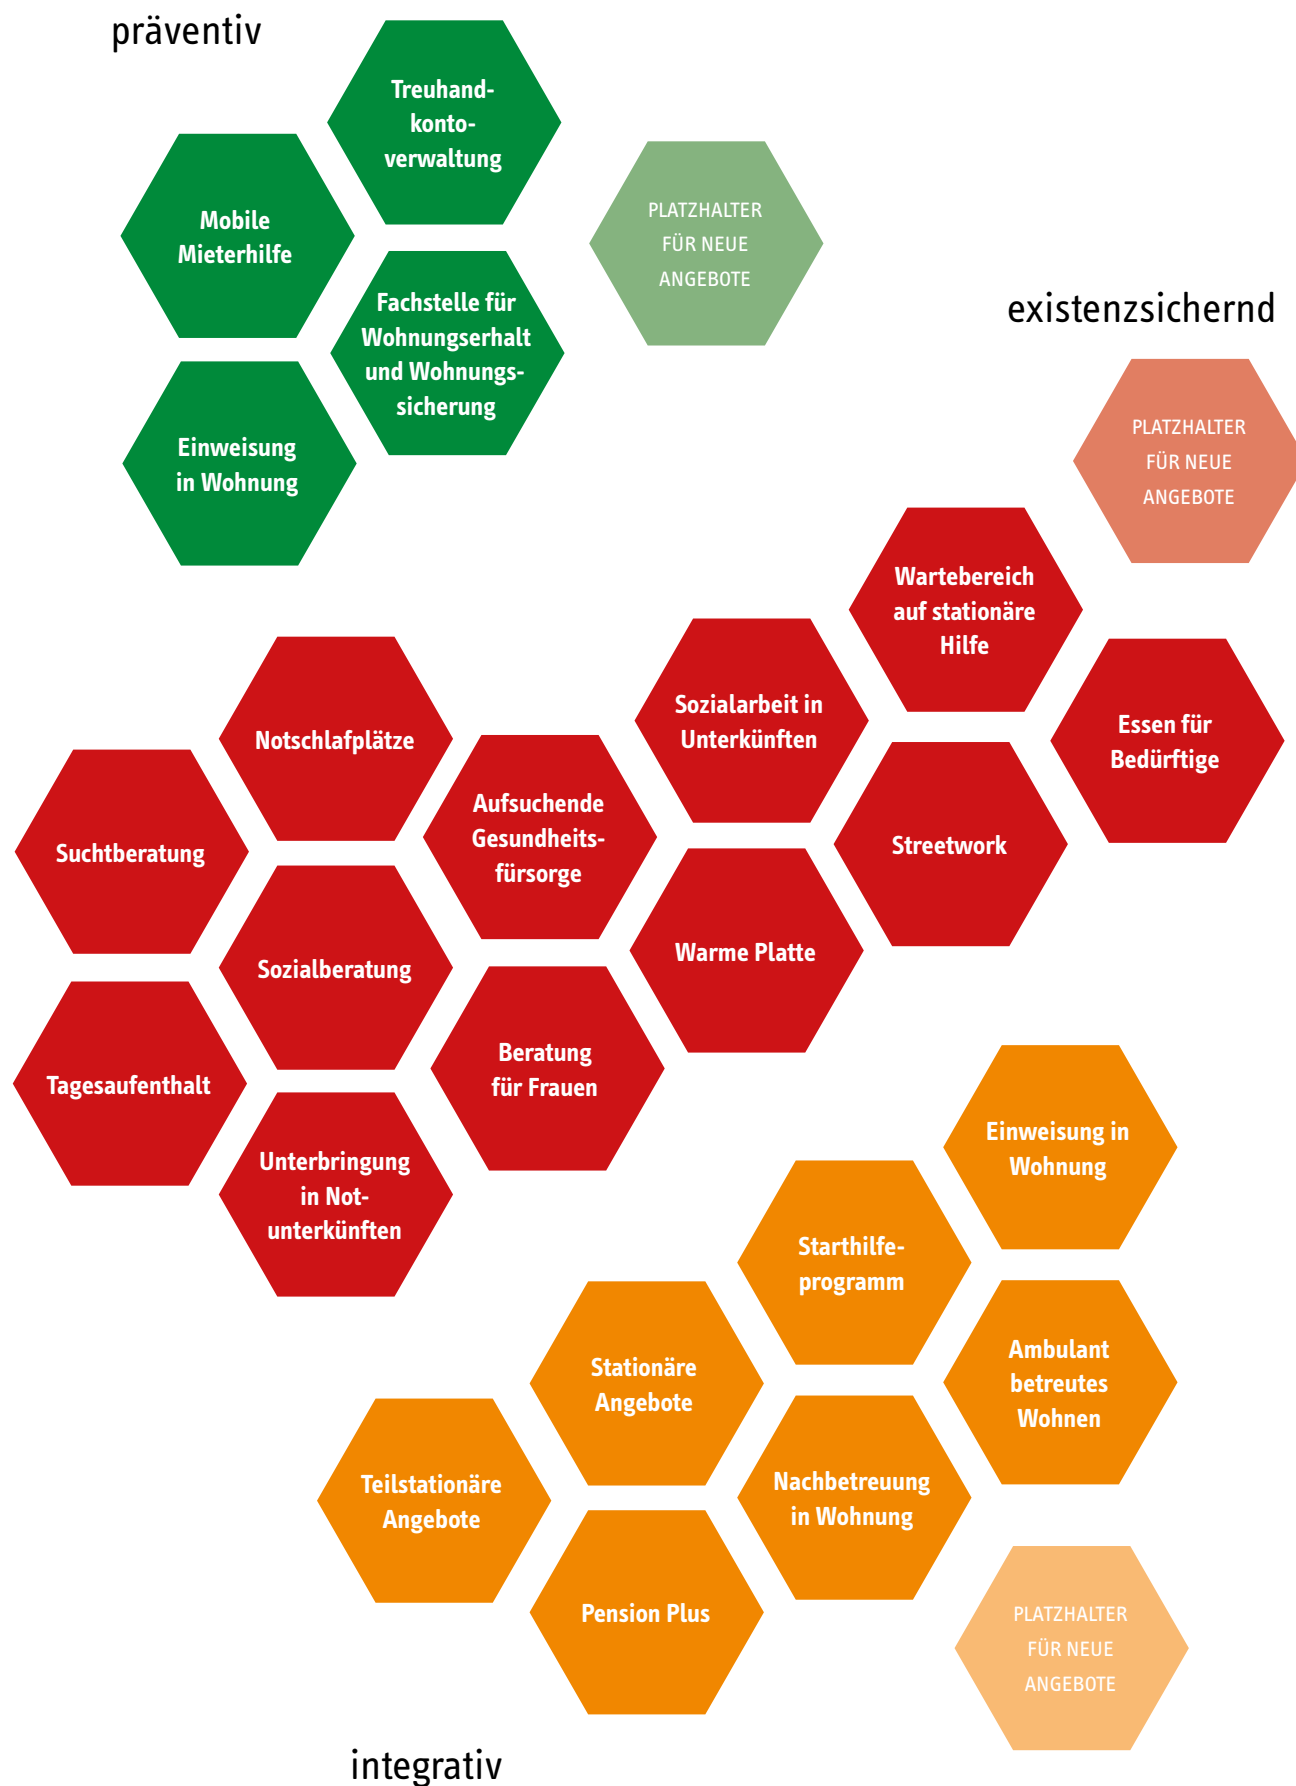 präventiv
Treuhand-
konto-
verwaltung
Mobile
Mieterhilfe
PLATZHALTER
FÜR NEUE
ANGEBOTE
Fachstelle für
Wohnungserhalt
und Wohnungs-
sicherung
Einweisung
in Wohnung
existenzsichernd
PLATZHALTER
FÜR NEUE
ANGEBOTE
Wartebereich
auf stationäre
Hilfe
Sozialarbeit in
Unterkünften
Essen für
Bedürftige
Notschlafplätze
Aufsuchende
Gesundheits-
fürsorge
Streetwork
Suchtberatung
Sozialberatung
Warme Platte
Tagesaufenthalt
Beratung
für Frauen
Unterbringung
in Not-
unterkünften
Einweisung in
Wohnung
Starthilfe-
programm
Stationäre
Angebote
Ambulant
betreutes
Wohnen
Teilstationäre
Angebote
Nachbetreuung
in Wohnung
Pension Plus
PLATZHALTER
FÜR NEUE
ANGEBOTE
integrativ